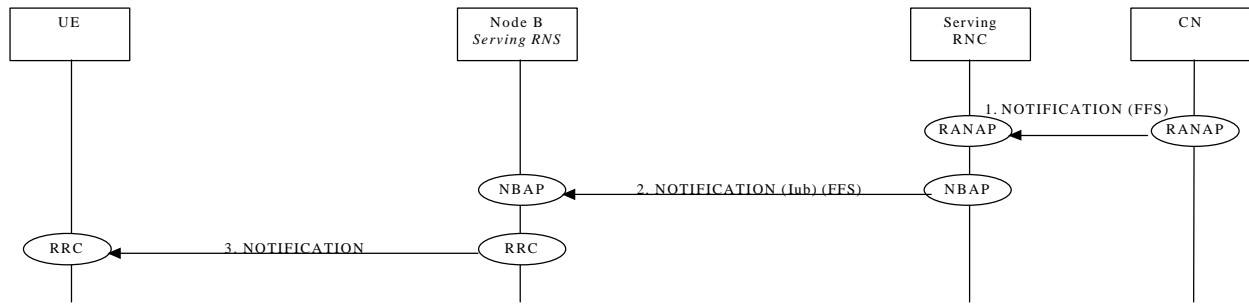 UE
Node B
Serving RNS
Serving
RNC
CN
1. NOTIFICATION (FFS)
RANAP
RANAP
NBAP
2. NOTIFICATION (Iub) (FFS)
NBAP
RRC
3. NOTIFICATION
RRC